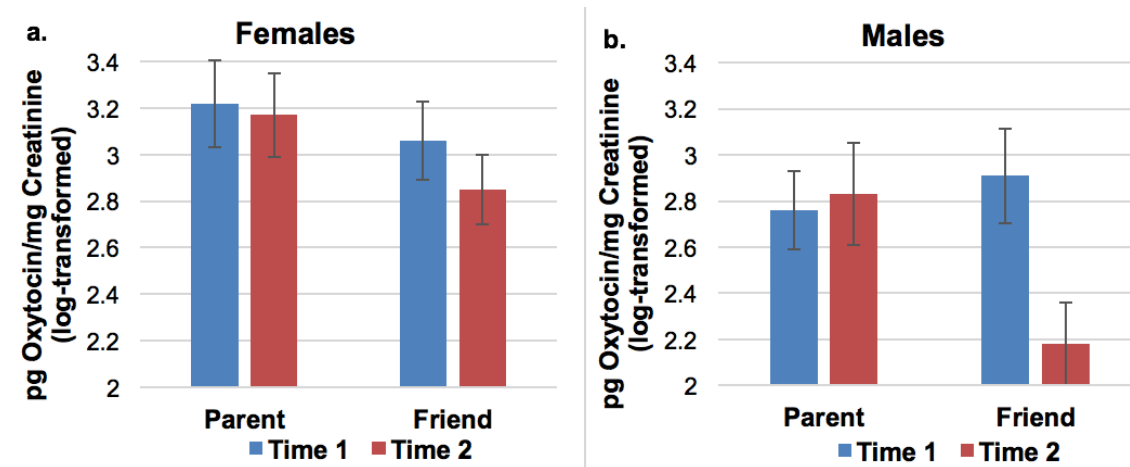 a.
Females
pg Oxytocin/mg Creatinine
(log-transformed)
3.4
3.2
3
2.8
2.6
2.4
2.2
2
Parent Friend
Time 1 Time 2
b.
Males
pg Oxytocin/mg Creatinine
(log-transformed)
3.4
3.2
3
2.8
2.6
2.4
2.2
2
Parent Friend
Time 1 Time 2